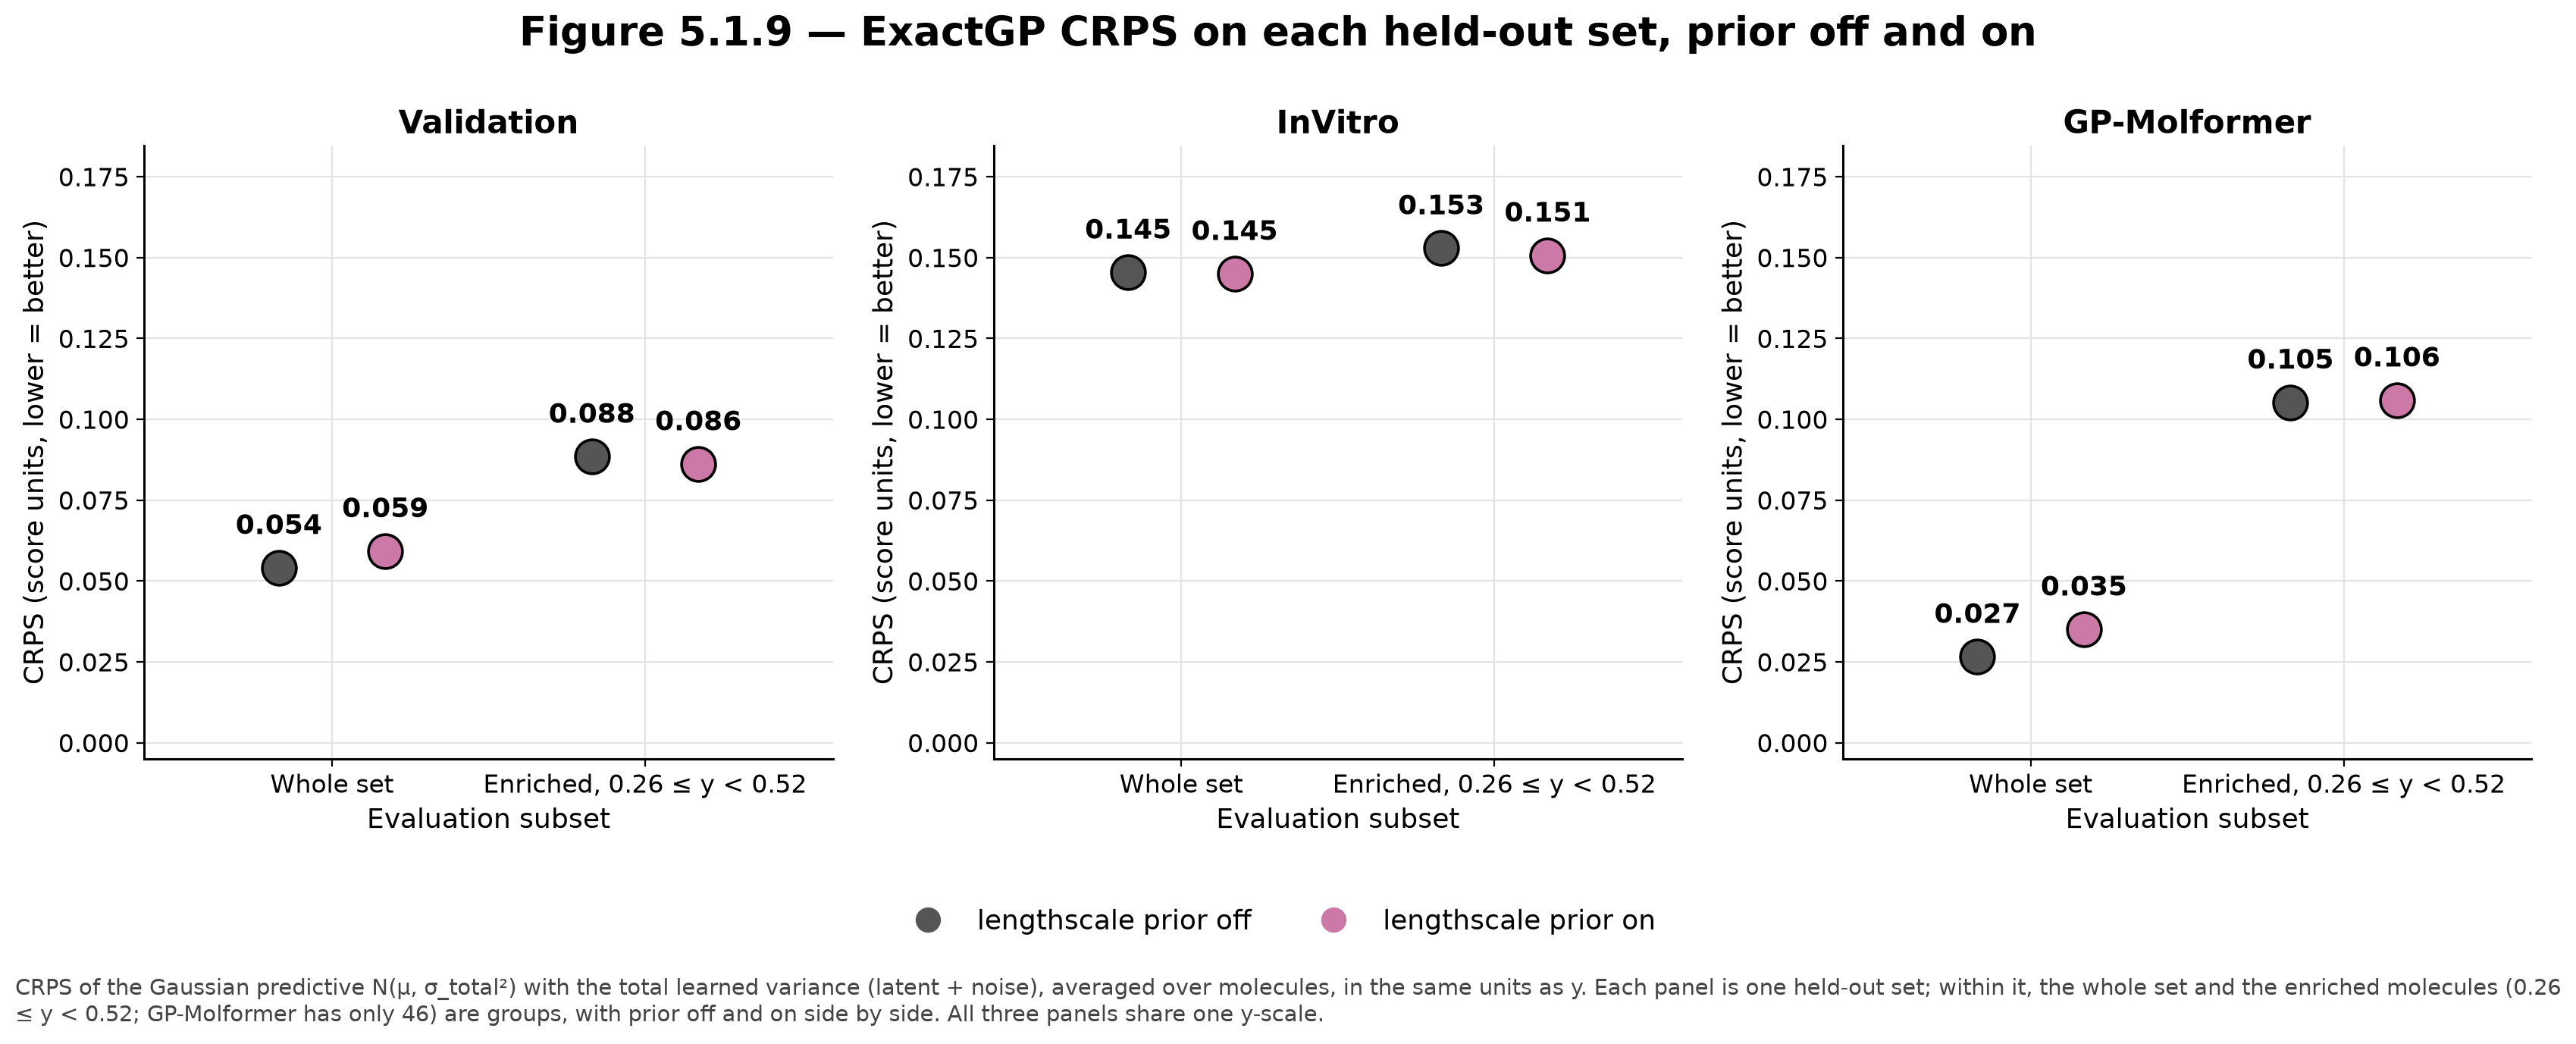 Figure 5.1.9 — ExactGP CRPS on each held-out set, prior off and on
Validation
CRPS (score units, lower = better)
0.175
0.150
0.125
0.100
0.075
0.050
0.025
0.000
0.054
0.059
0.088
0.086
Whole set
Enriched, 0.26 ≤ y < 0.52
Evaluation subset
InVitro
CRPS (score units, lower = better)
0.175
0.150
0.125
0.100
0.075
0.050
0.025
0.000
0.145
0.145
0.153
0.151
Whole set
Enriched, 0.26 ≤ y < 0.52
Evaluation subset
GP-Molformer
CRPS (score units, lower = better)
0.175
0.150
0.125
0.100
0.075
0.050
0.025
0.000
0.027
0.035
0.105
0.106
Whole set
Enriched, 0.26 ≤ y < 0.52
Evaluation subset
lengthscale prior off
lengthscale prior on
CRPS of the Gaussian predictive N(μ, σ_total²) with the total learned variance (latent + noise), averaged over molecules, in the same units as y. Each panel is one held-out set; within it, the whole set and the enriched molecules (0.26
≤ y < 0.52; GP-Molformer has only 46) are groups, with prior off and on side by side. All three panels share one y-scale.